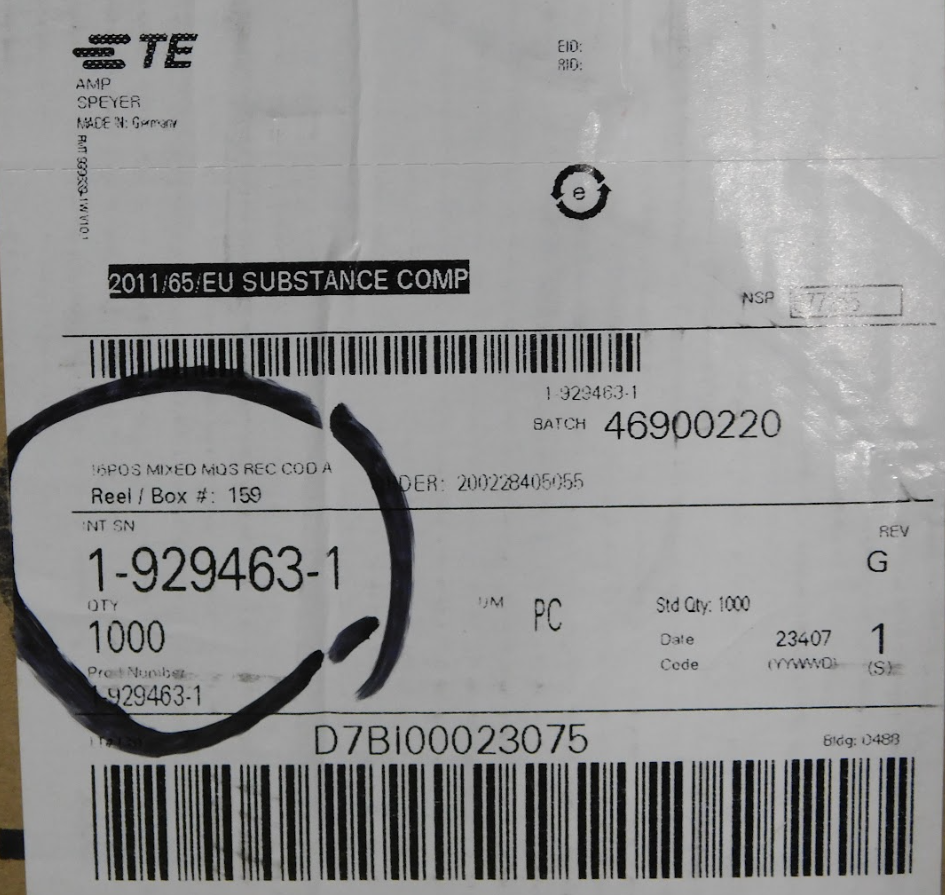 TE
AMP
SPEYER
MADE IN: Germany
EID:
RID:
e
2011/65/EU SUBSTANCE COMP
NSP
1-929463-1
BATCH 46900220
16POS MIXED MQS REC COD A
DER: 200228405055
Reel / Box #: 159
INT SN
1-929463-1
REV
G
QTY
1000
UM PC
Std Qty: 1000
Date Code 23407 (YYWWD)
1 (S)
Prod Number
1-929463-1
D7BI00023075
Bldg: 0488